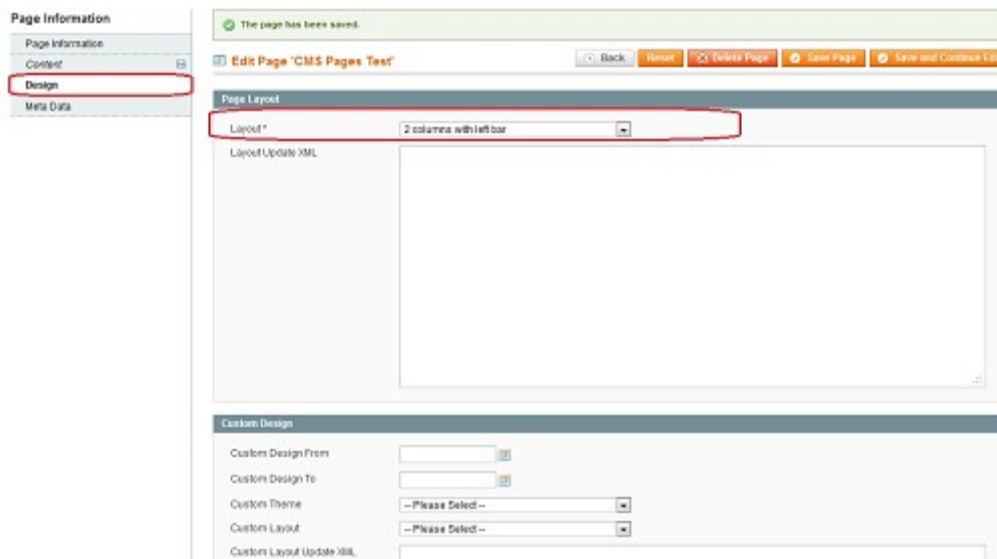 Page Information
Page Information
Content
Design
Meta Data
The page has been saved.
Edit Page 'CMS Pages Test'
Back Reset Delete Page Save Page Save and Continue Edi
Page Layout
Layout* 2 columns with left bar
Layout Update XML
Custom Design
Custom Design From
Custom Design To
Custom Theme -- Please Select --
Custom Layout -- Please Select --
Custom Layout Update XML